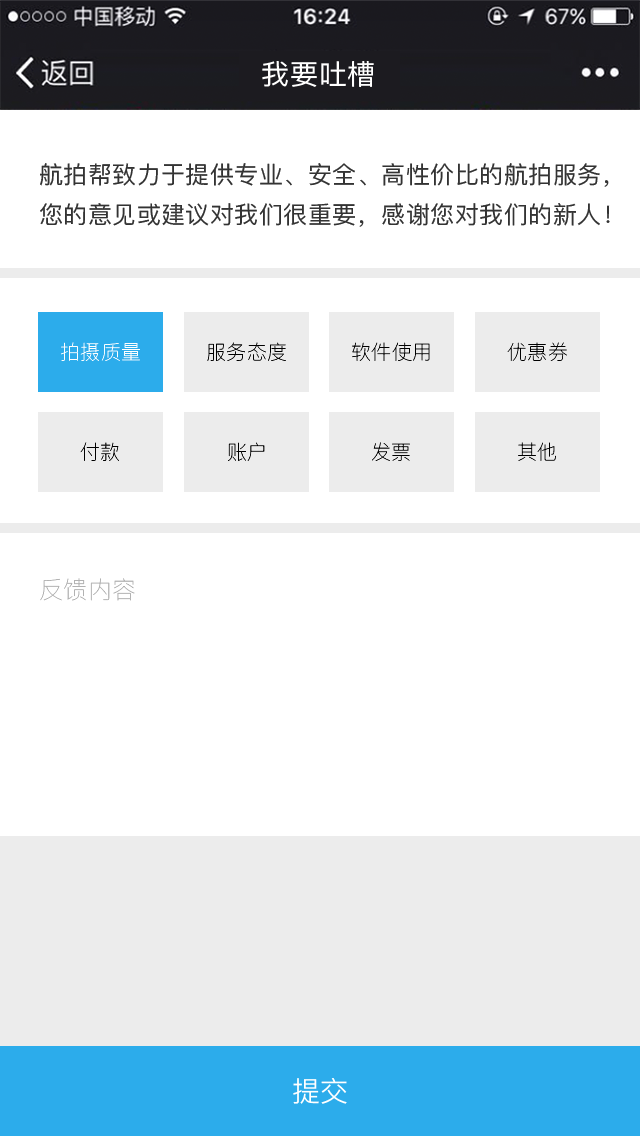 中国移动 16:24 67%
返回 我要吐槽
航拍帮致力于提供专业、安全、高性价比的航拍服务，
您的意见或建议对我们很重要，感谢您对我们的新人！
拍摄质量 服务态度 软件使用 优惠券
付款 账户 发票 其他
反馈内容
提交